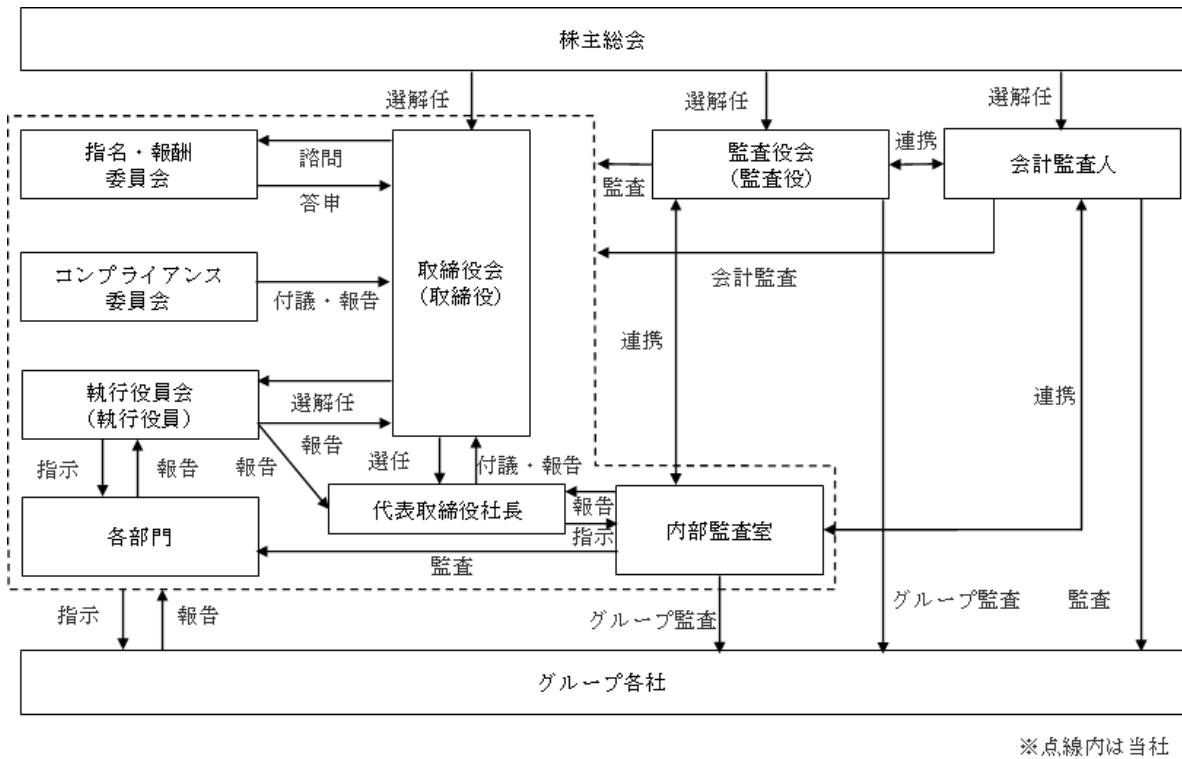 株主総会
選解任
選解任
選解任
指名・報酬
委員会
諮問
答申
取締役会
(取締役)
監査
監査役会
(監査役)
連携
会計監査人
コンプライアンス
委員会
付議・報告
会計監査
連携
連携
執行役員会
(執行役員)
選解任
報告
指示
報告
報告
選任
付議・報告
代表取締役社長
報告
指示
内部監査室
各部門
監査
指示
報告
グループ監査
グループ監査
監査
グループ各社
※点線内は当社